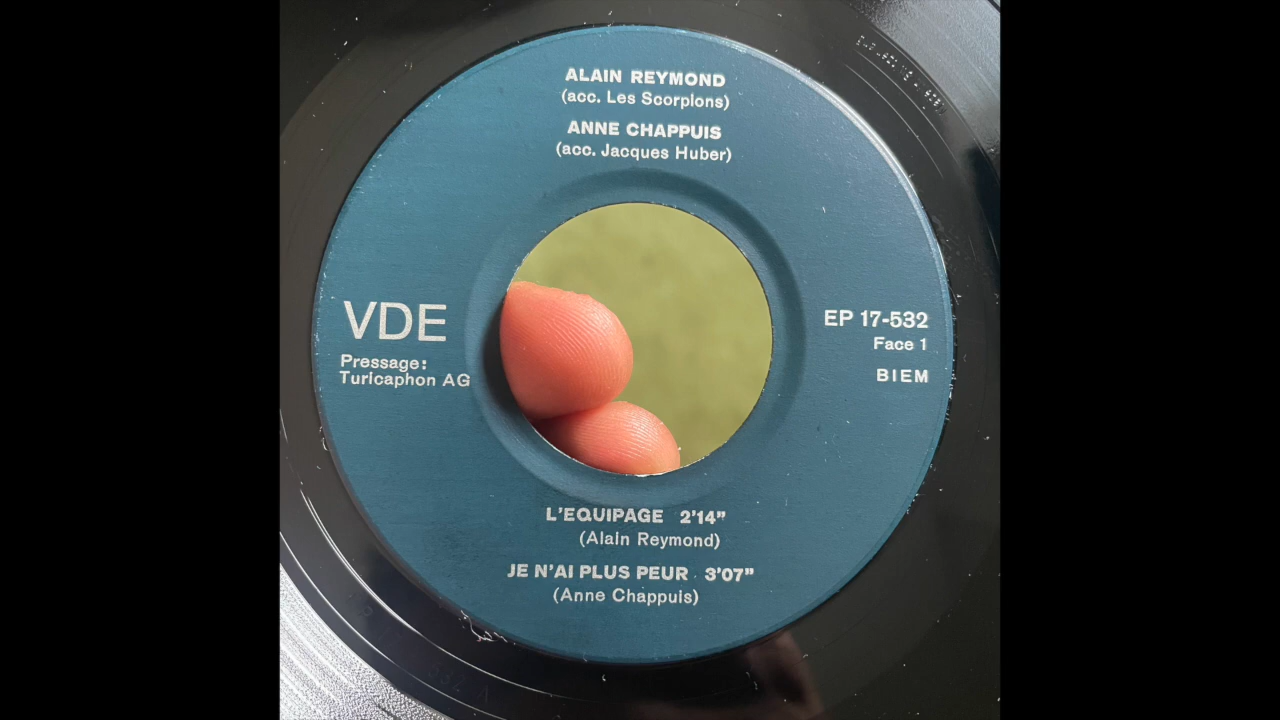 ALAIN REYMOND
(acc. Les Scorpions)
ANNE CHAPPUIS
(acc. Jacques Huber)
VDE
Pressage:
Turicaphon AG
EP 17-532
Face 1
BIEM
L'EQUIPAGE 2'14"
(Alain Reymond)
JE N'AI PLUS PEUR 3'07"
(Anne Chappuis)